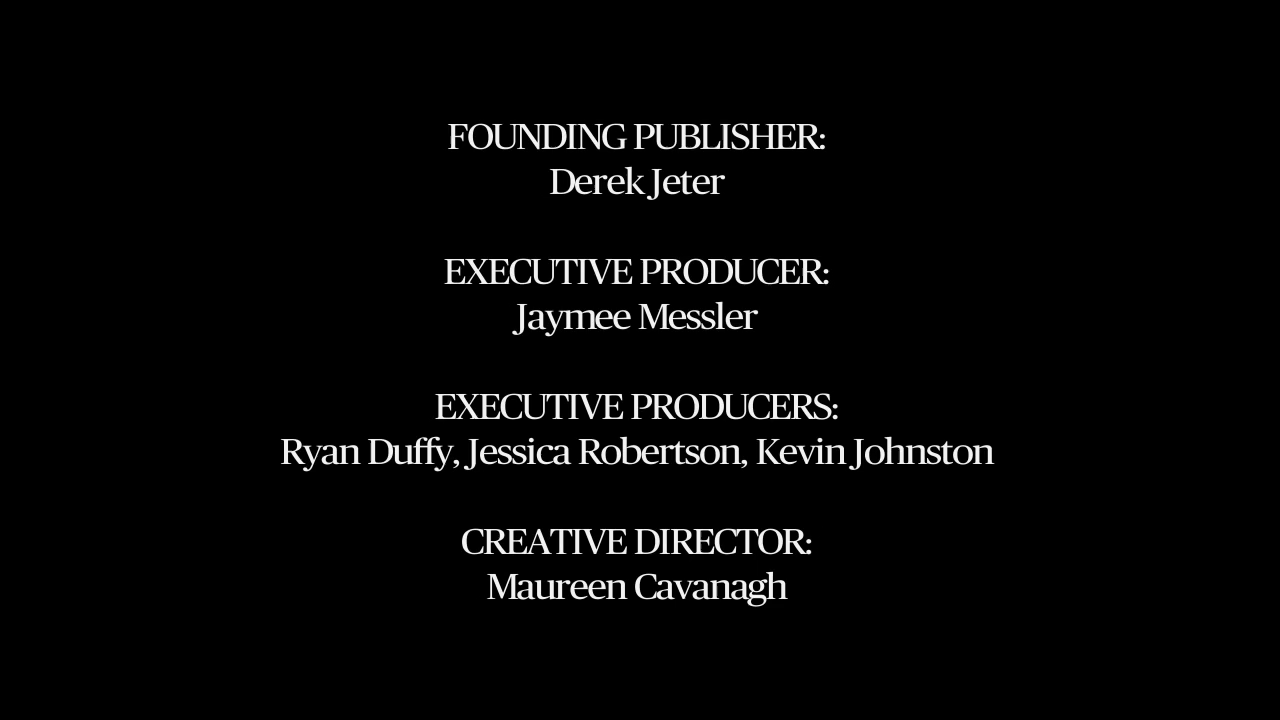 FOUNDING PUBLISHER:
Derek Jeter
EXECUTIVE PRODUCER:
Jaymee Messler
EXECUTIVE PRODUCERS:
Ryan Duffy, Jessica Robertson, Kevin Johnston
CREATIVE DIRECTOR:
Maureen Cavanagh